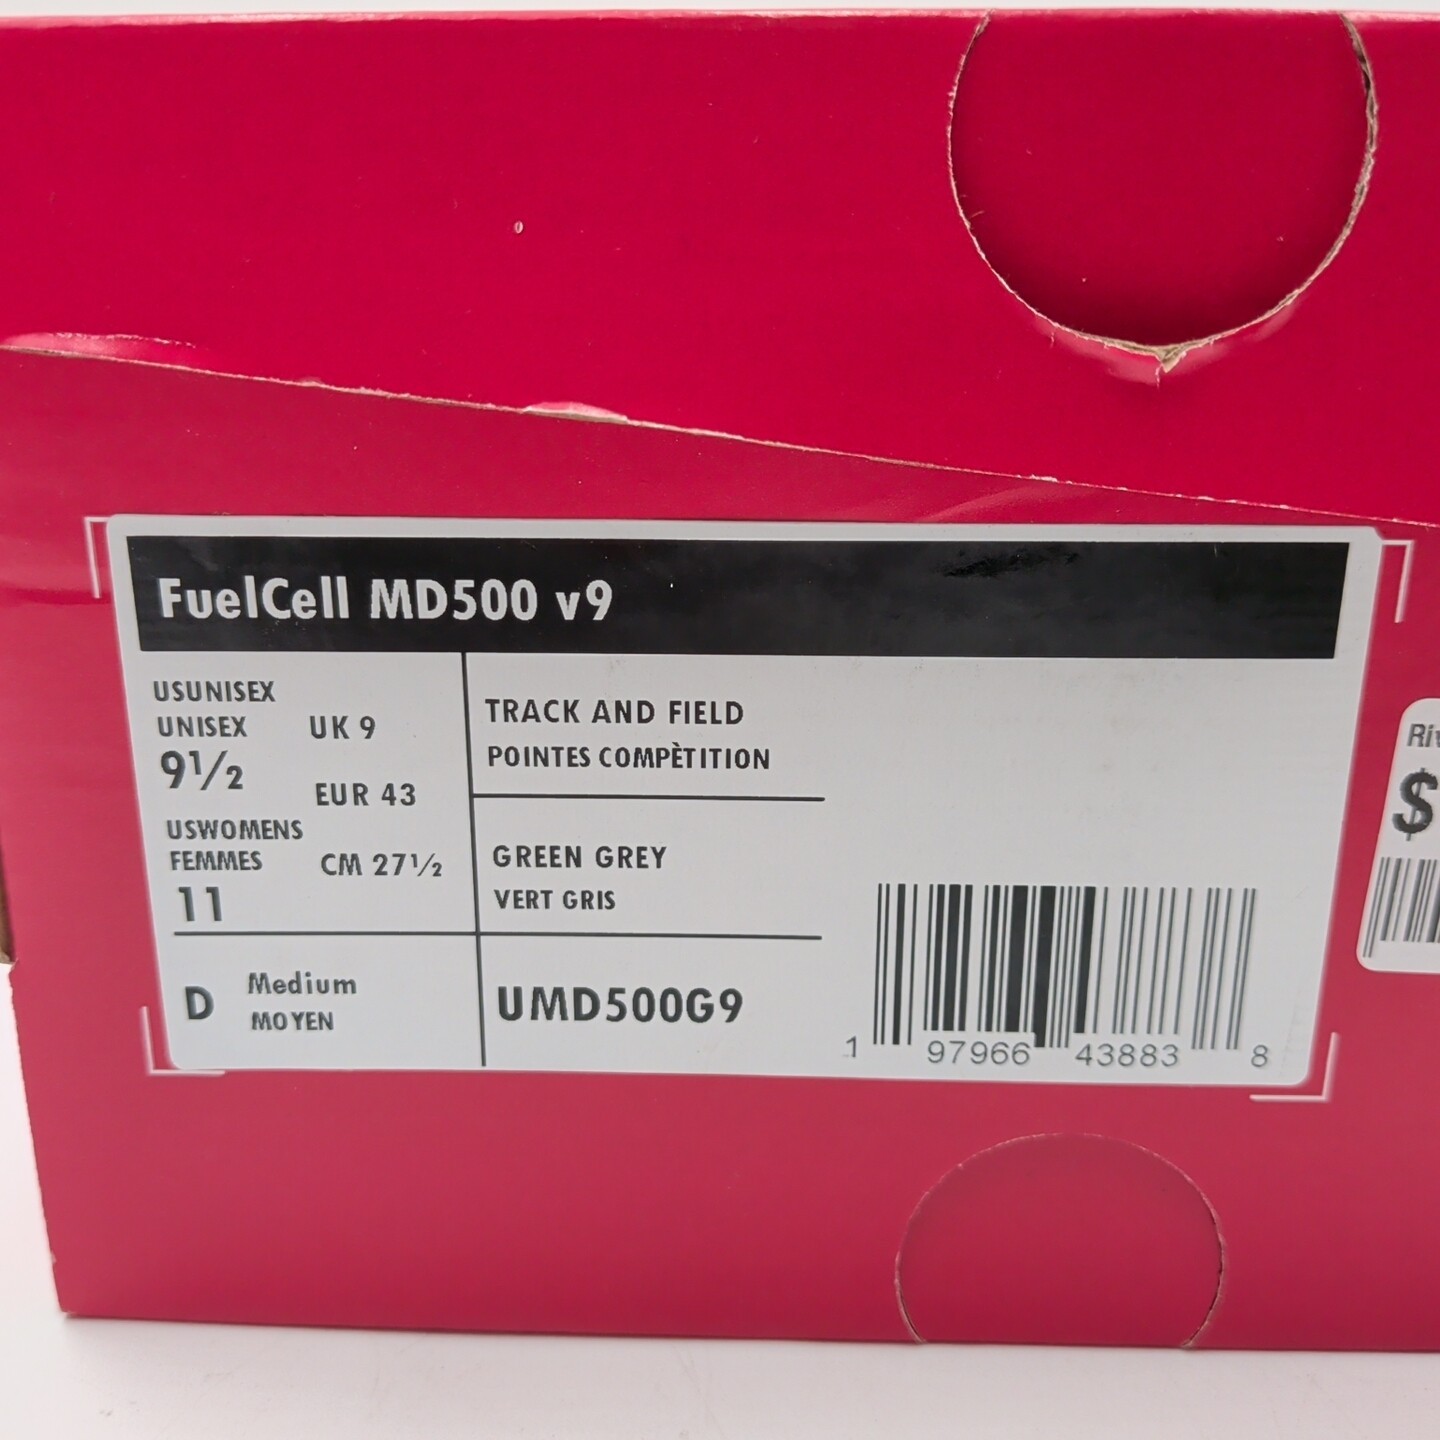 FuelCell MD500 v9
USUNISEX
UNISEX
9½
UK 9
EUR 43
USWOMENS
FEMMES
11
CM 27½
D Medium
MOYEN
TRACK AND FIELD
POINTES COMPÈTITION
GREEN GREY
VERT GRIS
UMD500G9
1 97966 43883 8
$